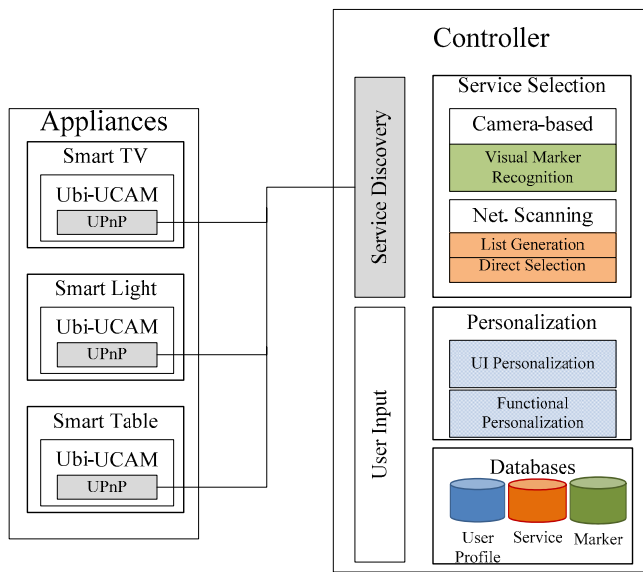 Appliances
Smart TV
Ubi-UCAM
UPnP
Smart Light
Ubi-UCAM
UPnP
Smart Table
Ubi-UCAM
UPnP
Controller
Service Discovery
User Input
Service Selection
Camera-based
Visual Marker
Recognition
Net. Scanning
List Generation
Direct Selection
Personalization
UI Personalization
Functional
Personalization
Databases
User
Profile
Service
Marker